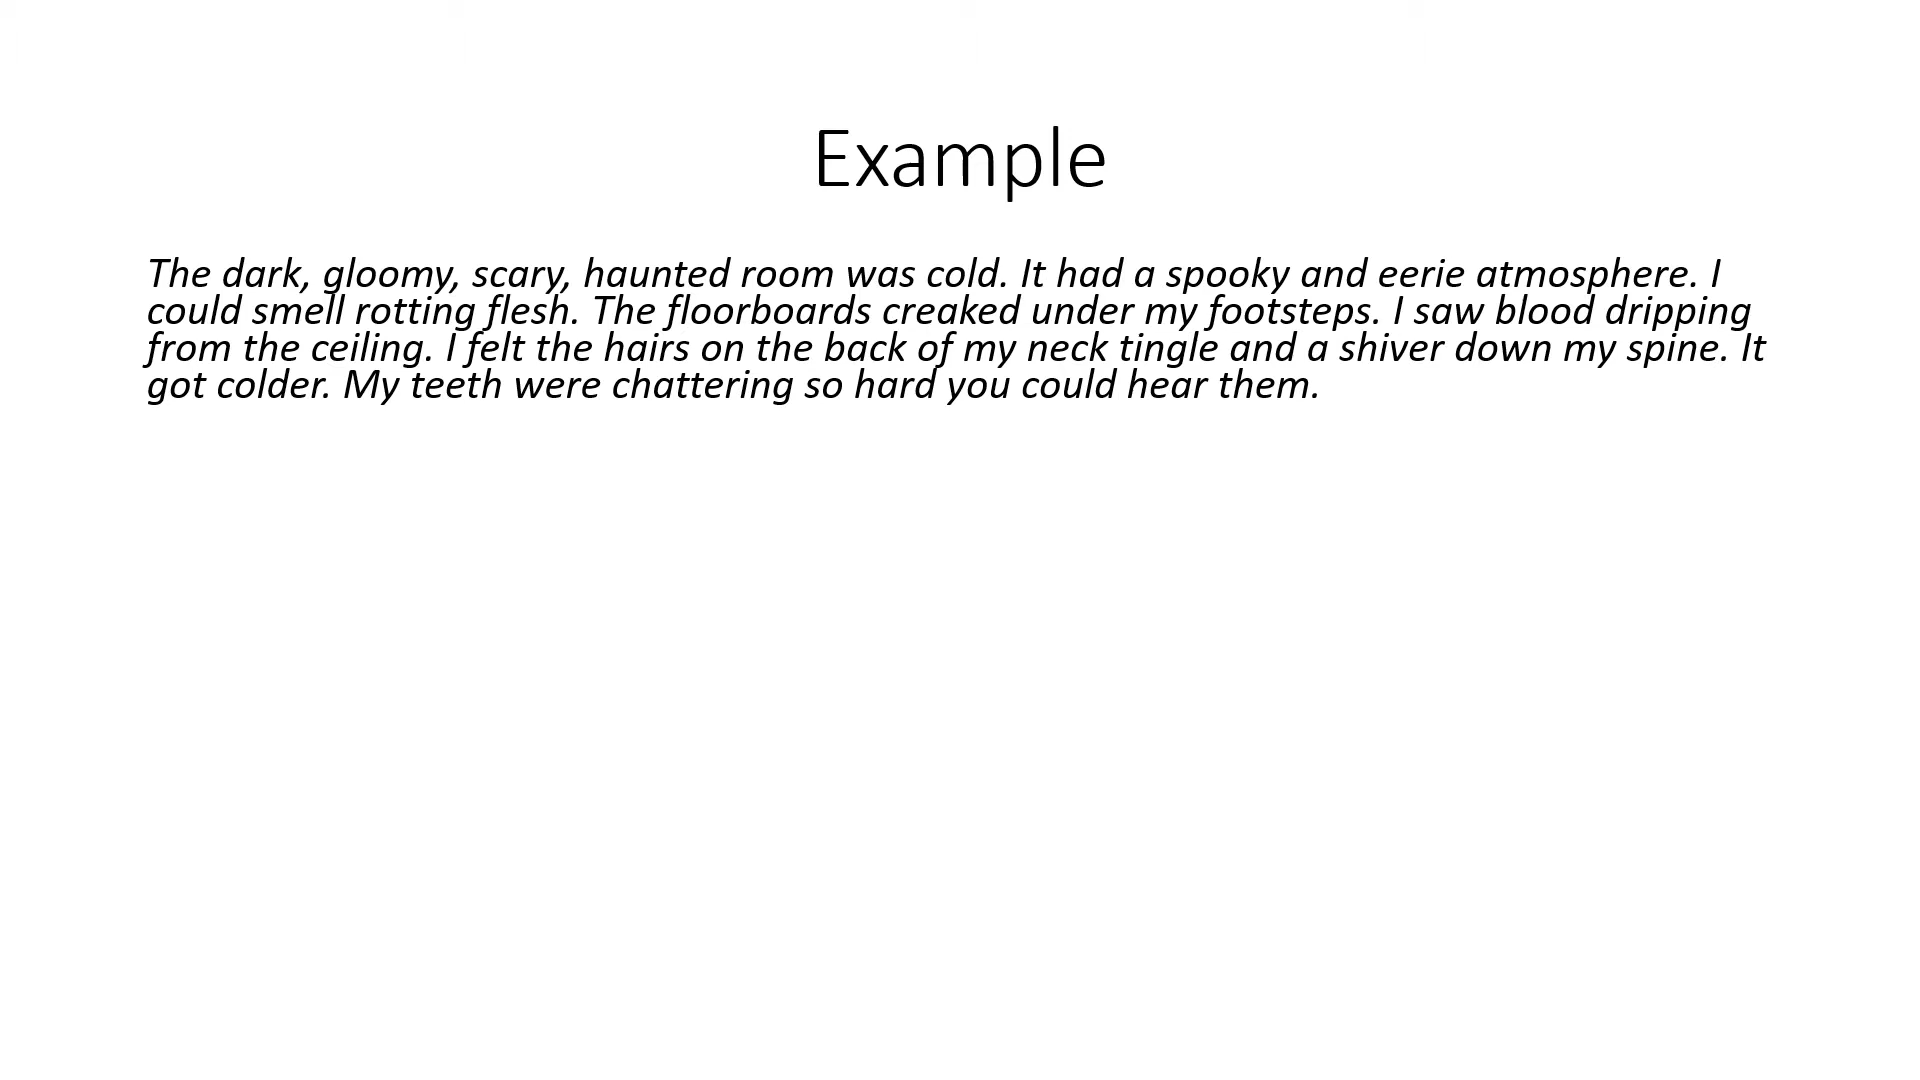 Example
The dark, gloomy, scary, haunted room was cold. It had a spooky and eerie atmosphere. I
could smell rotting flesh. The floorboards creaked under my footsteps. I saw blood dripping
from the ceiling. I felt the hairs on the back of my neck tingle and a shiver down my spine. It
got colder. My teeth were chattering so hard you could hear them.